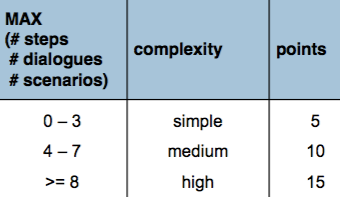 MAX
(# steps
# dialogues
# scenarios)
complexity
points
0 – 3 simple 5
4 – 7 medium 10
>= 8 high 15